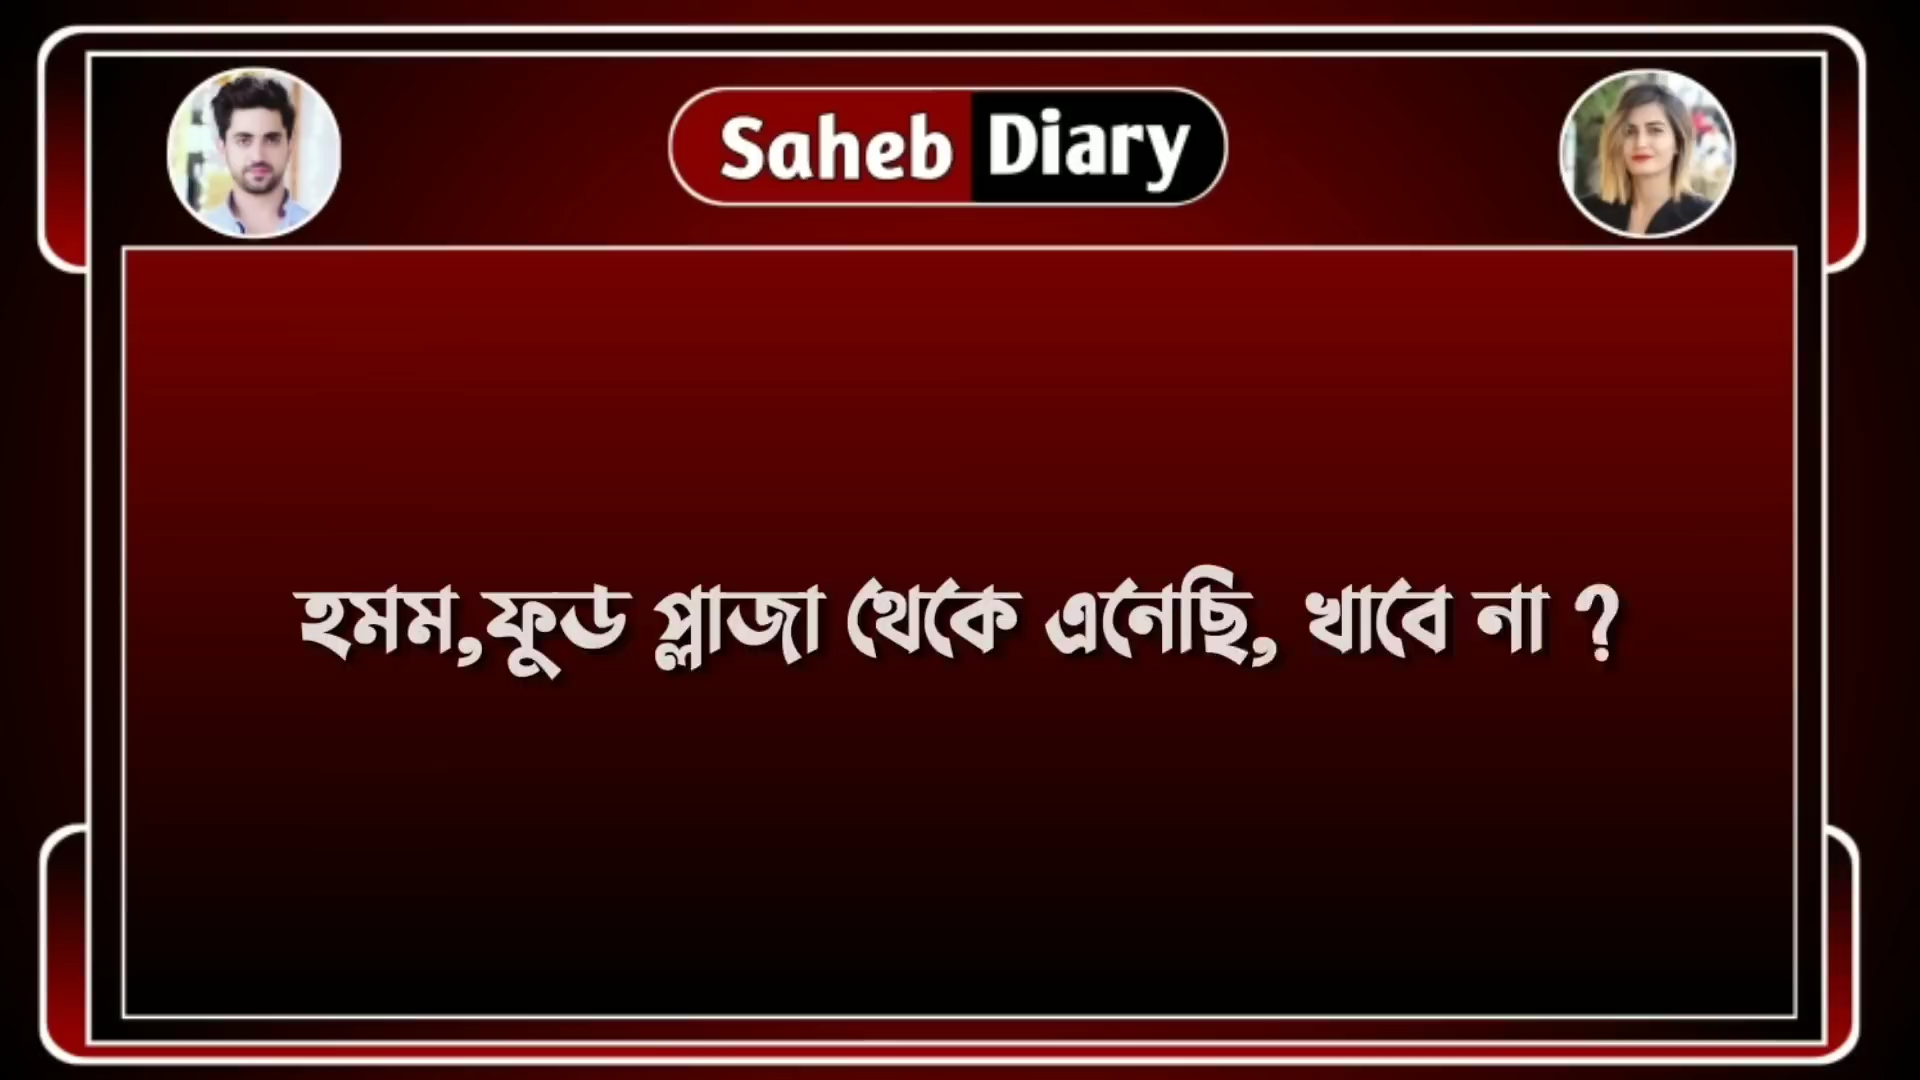 Saheb Diary
হমম,ফুড প্লাজা থেকে এনেছি, খাবে না ?